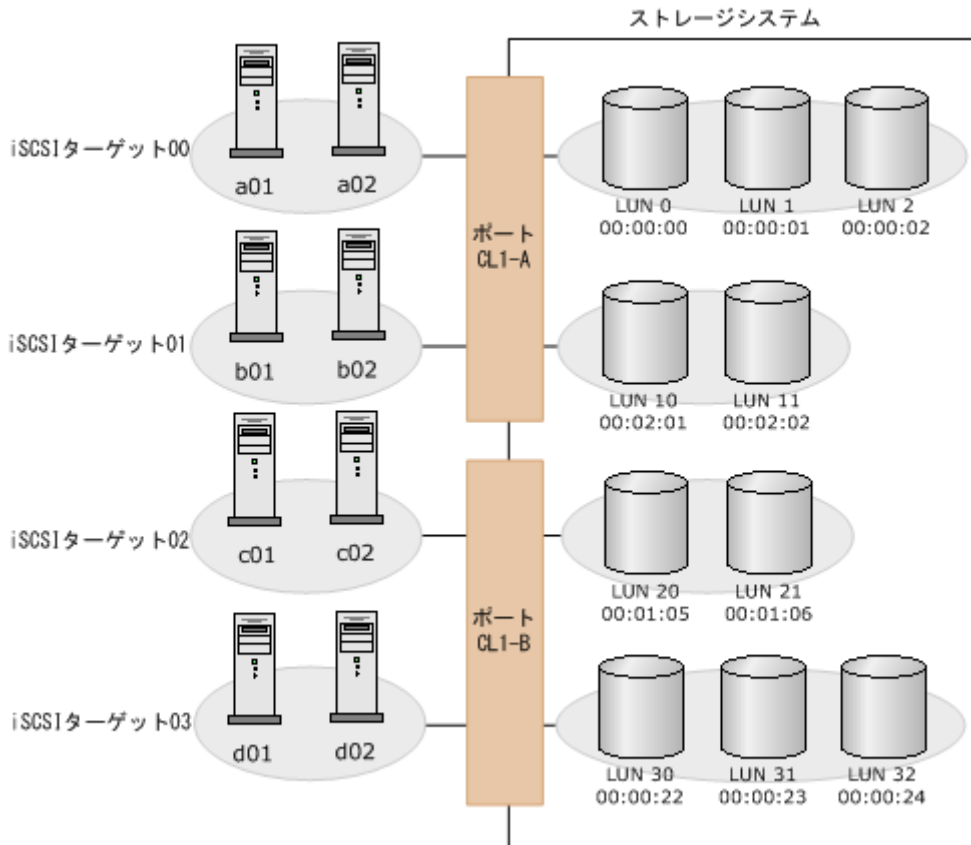 ストレージシステム
iSCSIターゲット00
a01
a02
ポート
CL1-A
LUN 0
00:00:00
LUN 1
00:00:01
LUN 2
00:00:02
iSCSIターゲット01
b01
b02
LUN 10
00:02:01
LUN 11
00:02:02
iSCSIターゲット02
c01
c02
ポート
CL1-B
LUN 20
00:01:05
LUN 21
00:01:06
iSCSIターゲット03
d01
d02
LUN 30
00:00:22
LUN 31
00:00:23
LUN 32
00:00:24